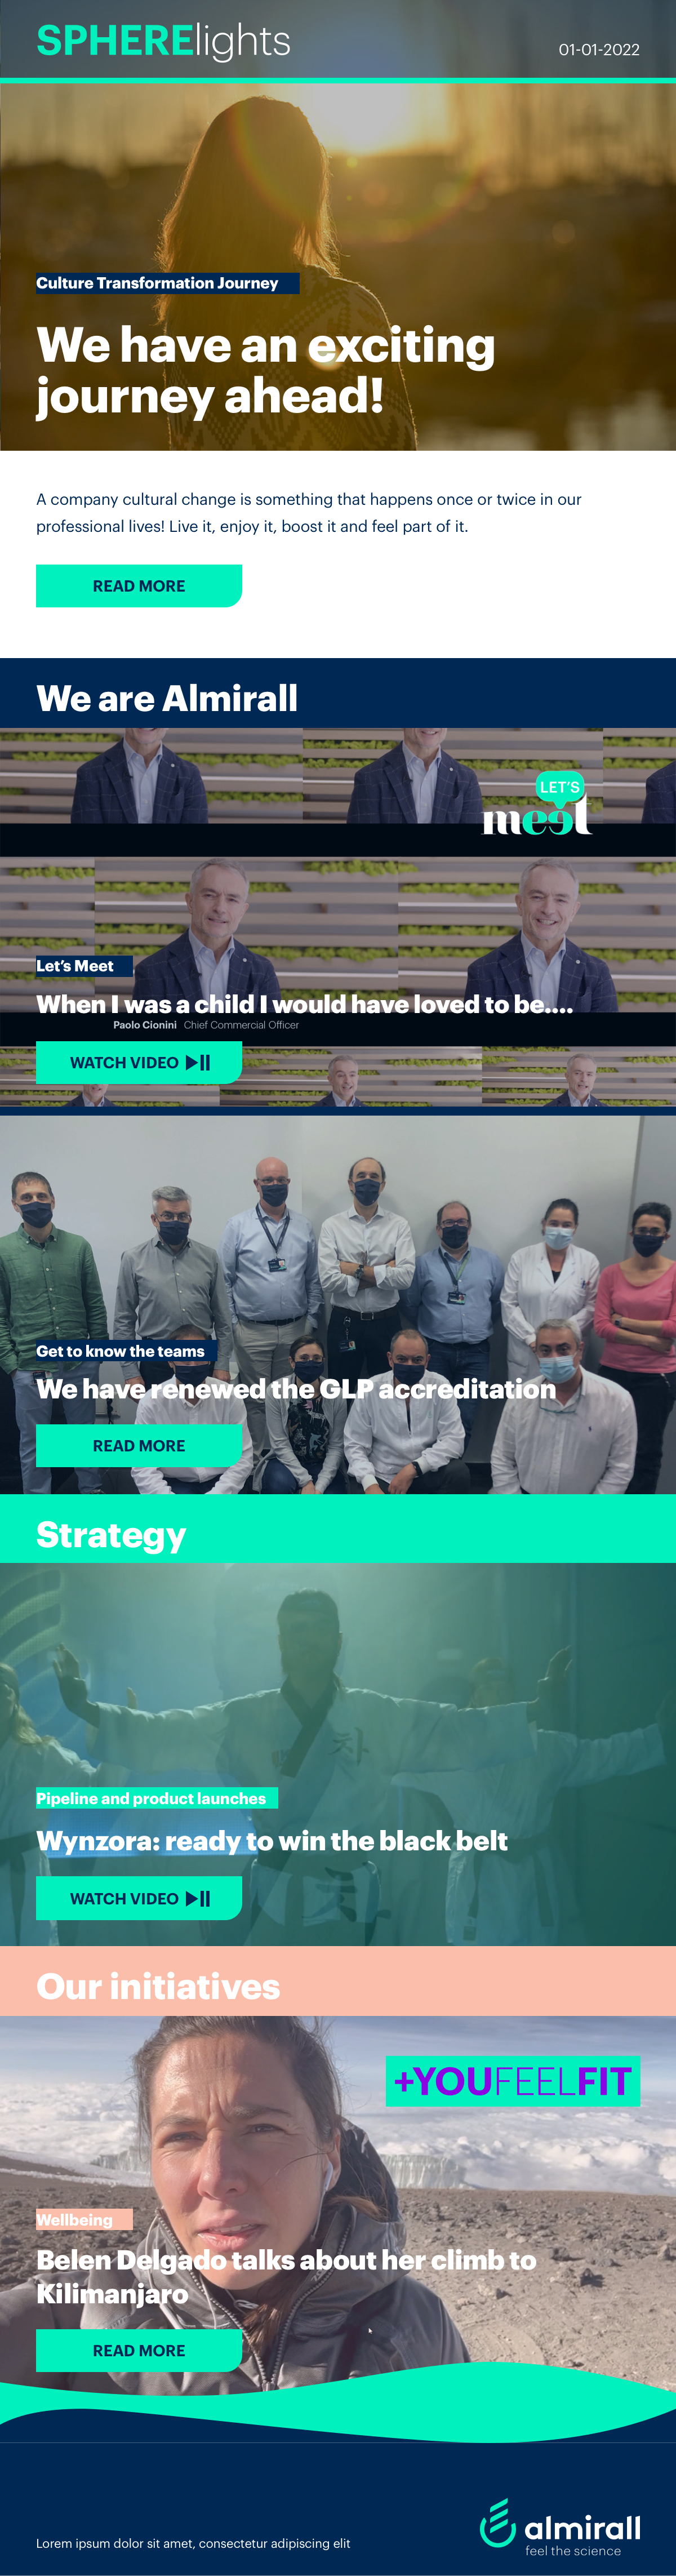 SPHERElights
01-01-2022
Culture Transformation Journey
We have an exciting
journey ahead!
A company cultural change is something that happens once or twice in our
professional lives! Live it, enjoy it, boost it and feel part of it.
READ MORE
We are Almirall
LET'S
meet
Let's Meet
When I was a child I would have loved to be....
Paolo Cionini Chief Commercial Officer
WATCH VIDEO
Get to know the teams
We have renewed the GLP accreditation
READ MORE
Strategy
Pipeline and product launches
Wynzora: ready to win the black belt
WATCH VIDEO
Our initiatives
+YOUFEELFIT
Wellbeing
Belen Delgado talks about her climb to
Kilimanjaro
READ MORE
Lorem ipsum dolor sit amet, consectetur adipiscing elit
almirall
feel the science